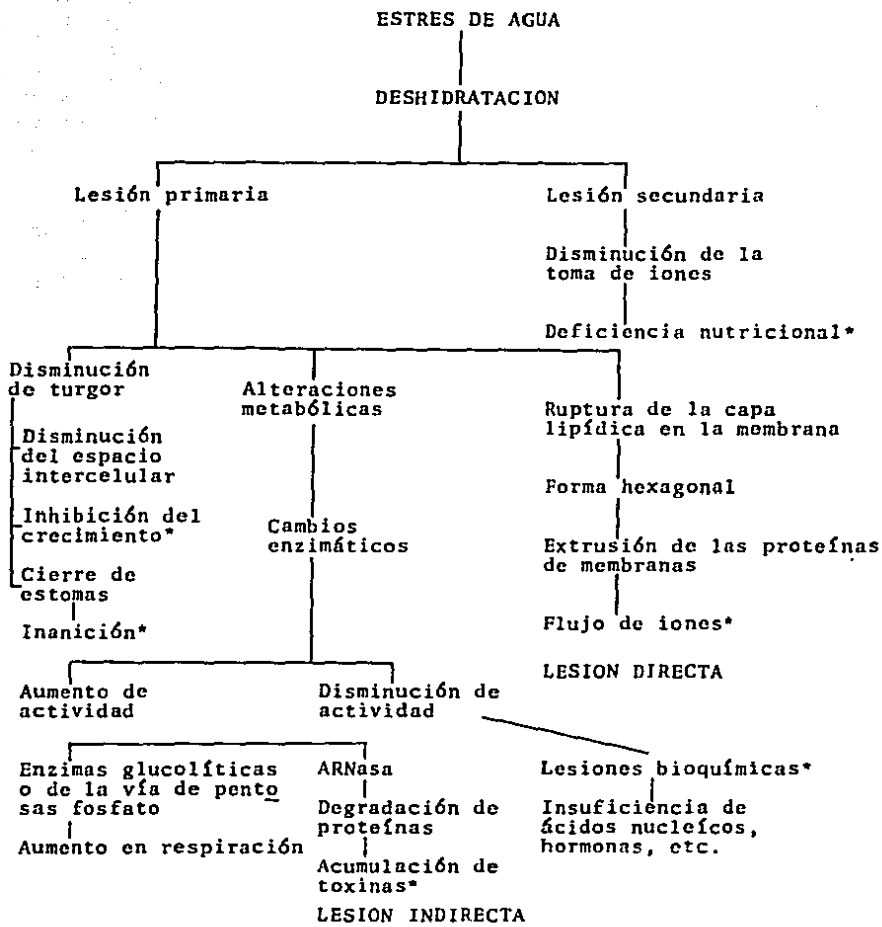 ESTRES DE AGUA
DESHIDRATACION
Lesión primaria
Lesión secundaria
Disminución de la
toma de iones
Deficiencia nutricional*
Disminución
de turgor
Disminución
del espacio
intercelular
Inhibición del
crecimiento*
Cierre de
estomas
Inanición*
Alteraciones
metabólicas
Cambios
enzimáticos
Ruptura de la capa
lipídica en la membrana
Forma hexagonal
Extrusión de las proteínas
de membranas
Flujo de iones*
LESION DIRECTA
Aumento de
actividad
Disminución de
actividad
Enzimas glucolíticas
o de la vía de pento
sas fosfato
Aumento en respiración
ARNasa
Degradación de
proteínas
Acumulación de
toxinas*
LESION INDIRECTA
Lesiones bioquímicas*
Insuficiencia de
ácidos nucleícos,
hormonas, etc.